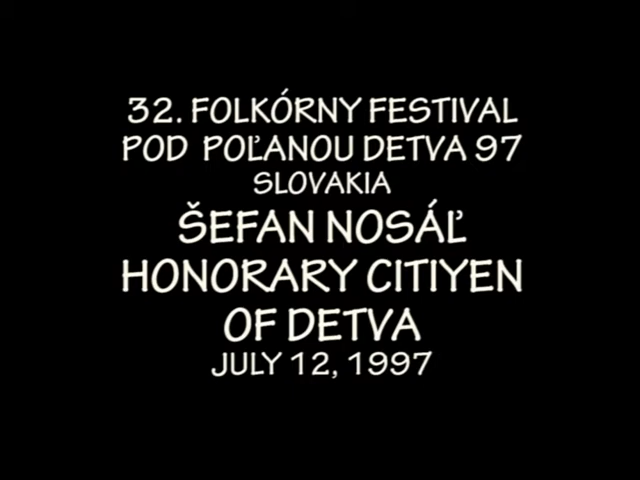 32. FOLKÓRNY FESTIVAL
POD POĽANOU DETVA 97
SLOVAKIA
ŠEFAN NOSÁĽ
HONORARY CITIYEN
OF DETVA
JULY 12, 1997